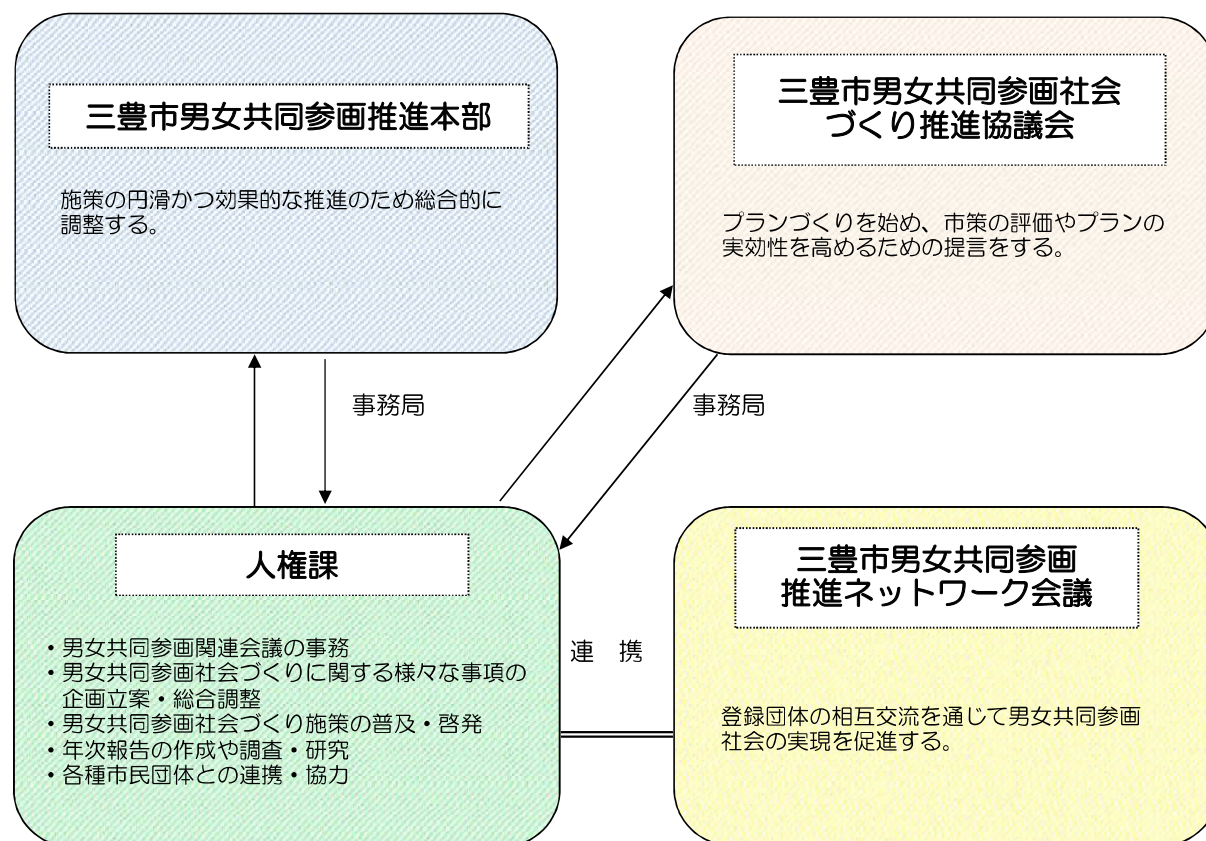 三豊市男女共同参画推進本部
施策の円滑かつ効果的な推進のため総合的に
調整する。
三豊市男女共同参画社会
づくり推進協議会
プランづくりを始め、市策の評価やプランの
実効性を高めるための提言をする。
事務局
事務局
人権課
・男女共同参画関連会議の事務
・男女共同参画社会づくりに関する様々な事項の
企画立案・総合調整
・男女共同参画社会づくり施策の普及・啓発
・年次報告の作成や調査・研究
・各種市民団体との連携・協力
連　携
三豊市男女共同参画
推進ネットワーク会議
登録団体の相互交流を通じて男女共同参画
社会の実現を促進する。